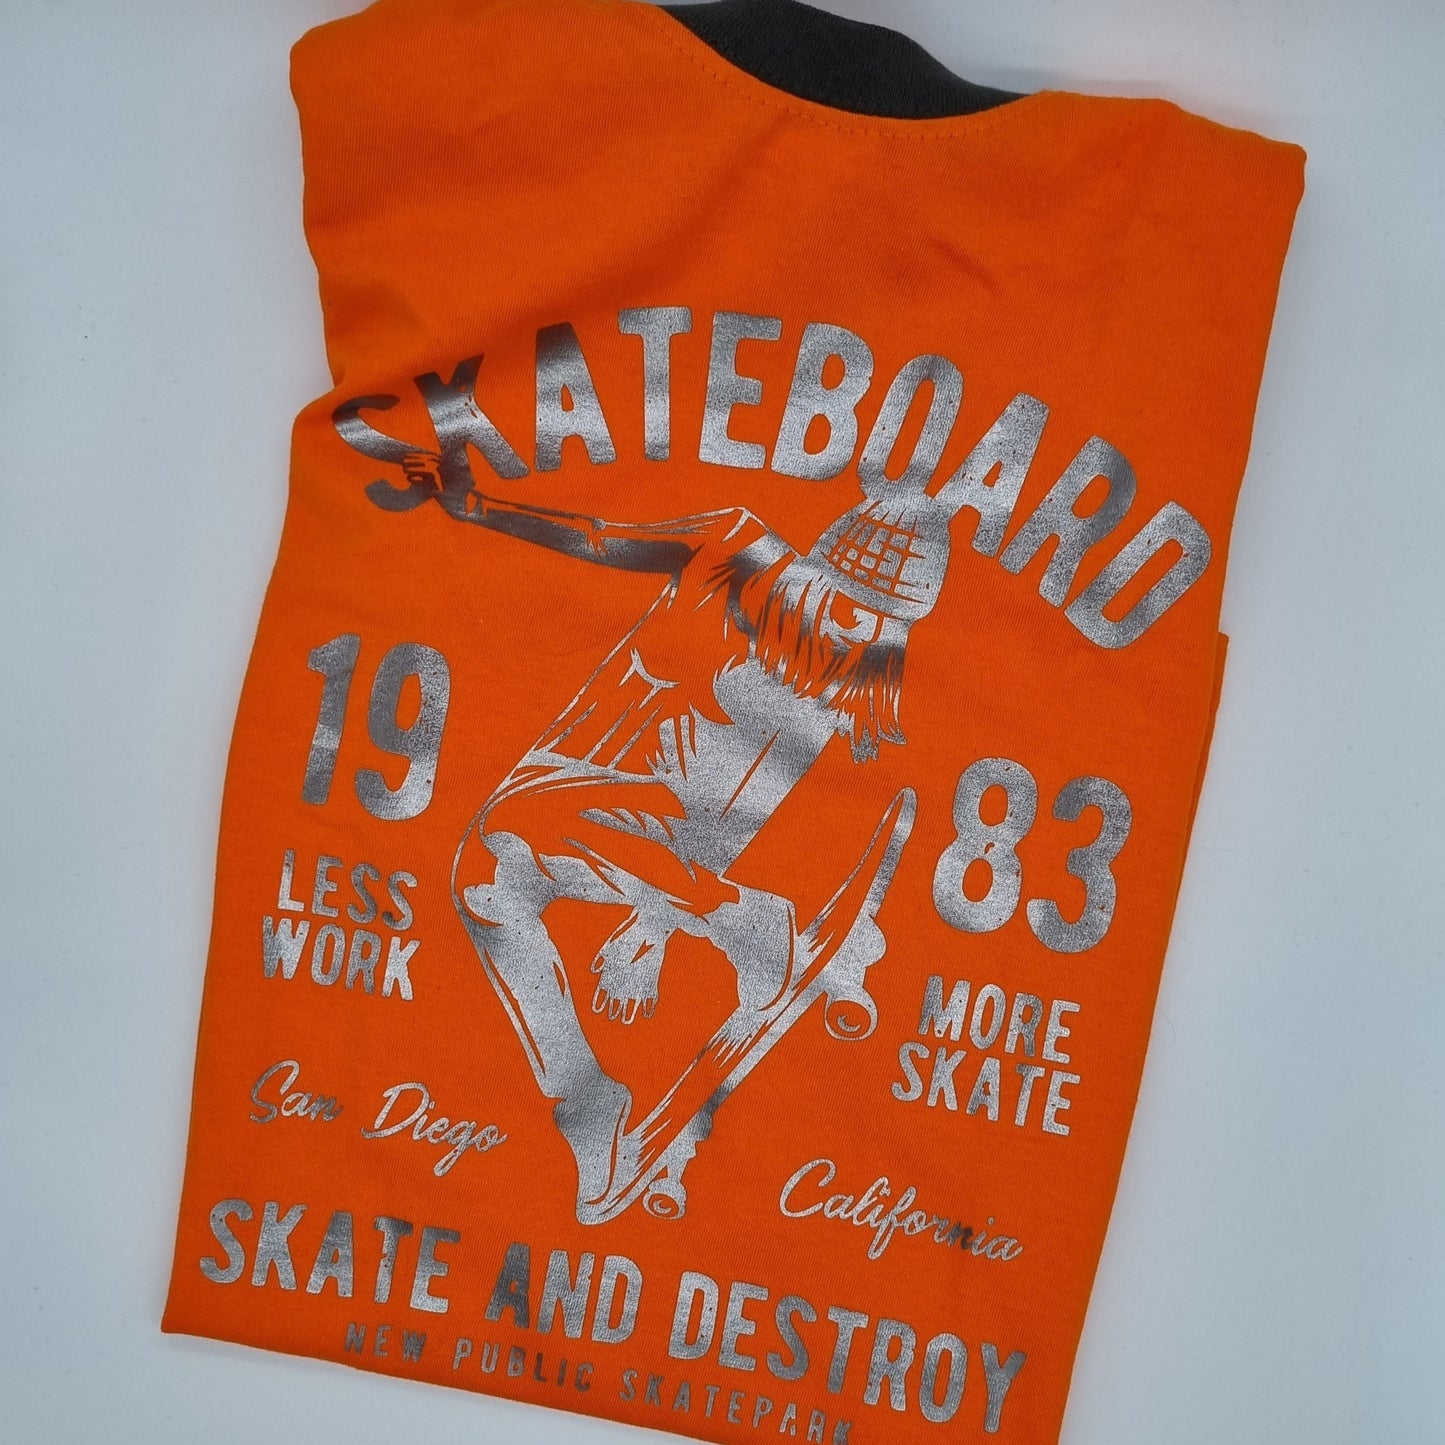 SKATEBOARD
19 83
LESS
WORK
MORE
SKATE
San Diego
California
SKATE AND DESTROY
NEW PUBLIC SKATEPARK